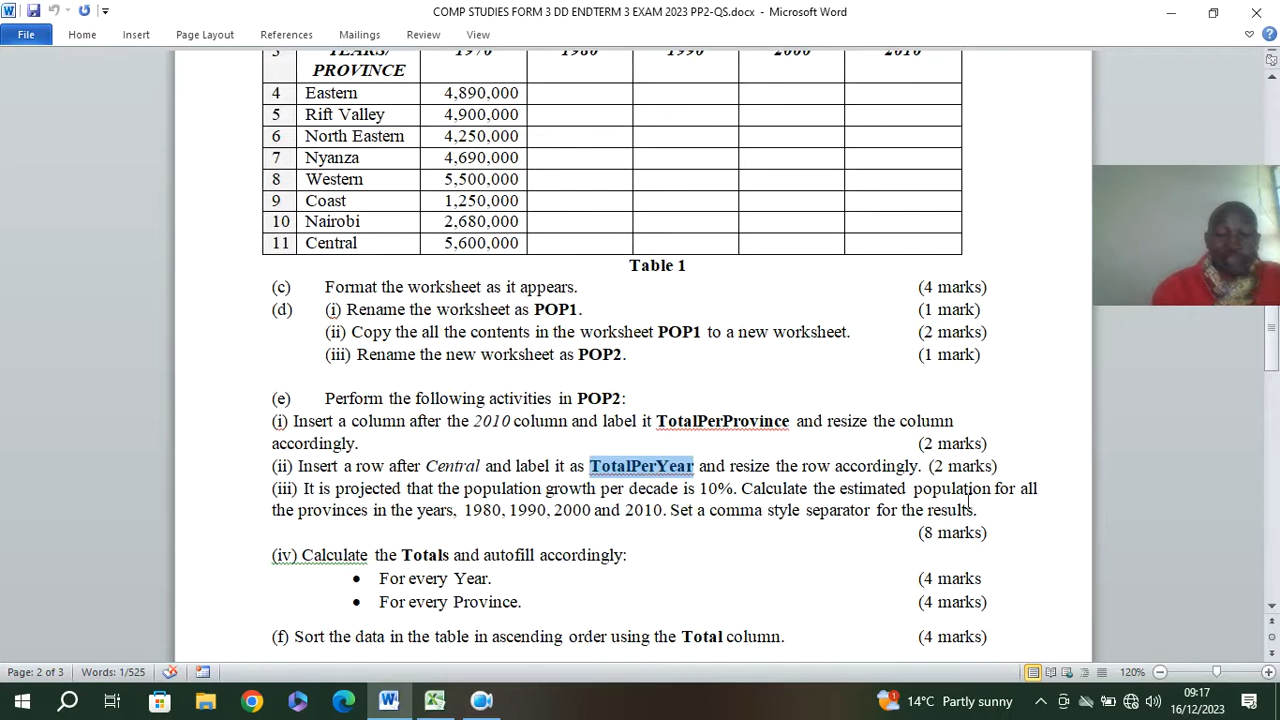 COMP STUDIES FORM 3 DD ENDTERM 3 EXAM 2023 PP2-QS.docx - Microsoft Word
File Home Insert Page Layout References Mailings Review View
3 YEARS/ 1970 1980 1990 2000 2010
PROVINCE
4 Eastern 4,890,000
5 Rift Valley 4,900,000
6 North Eastern 4,250,000
7 Nyanza 4,690,000
8 Western 5,500,000
9 Coast 1,250,000
10 Nairobi 2,680,000
11 Central 5,600,000
Table 1
(c) Format the worksheet as it appears. (4 marks)
(d) (i) Rename the worksheet as POP1. (1 mark)
(ii) Copy the all the contents in the worksheet POP1 to a new worksheet. (2 marks)
(iii) Rename the new worksheet as POP2. (1 mark)
(e) Perform the following activities in POP2:
(i) Insert a column after the 2010 column and label it TotalPerProvince and resize the column
accordingly. (2 marks)
(ii) Insert a row after Central and label it as TotalPerYear and resize the row accordingly. (2 marks)
(iii) It is projected that the population growth per decade is 10%. Calculate the estimated population for all
the provinces in the years, 1980, 1990, 2000 and 2010. Set a comma style separator for the results.
(8 marks)
(iv) Calculate the Totals and autofill accordingly:
• For every Year. (4 marks
• For every Province. (4 marks)
(f) Sort the data in the table in ascending order using the Total column. (4 marks)
Page: 2 of 3 Words: 1/525 120%
14°C Partly sunny 09:17
16/12/2023